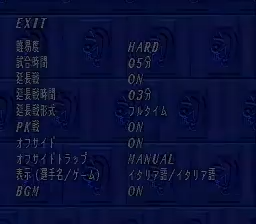 EXIT
難易度 HARD
試合時間 05分
延長戦 ON
延長戦時間 03分
延長戦形式 フルタイム
PK戦 ON
オフサイド ON
オフサイドトラップ MANUAL
表示(選手名/ゲーム) イタリア語/イタリア語
BGM ON